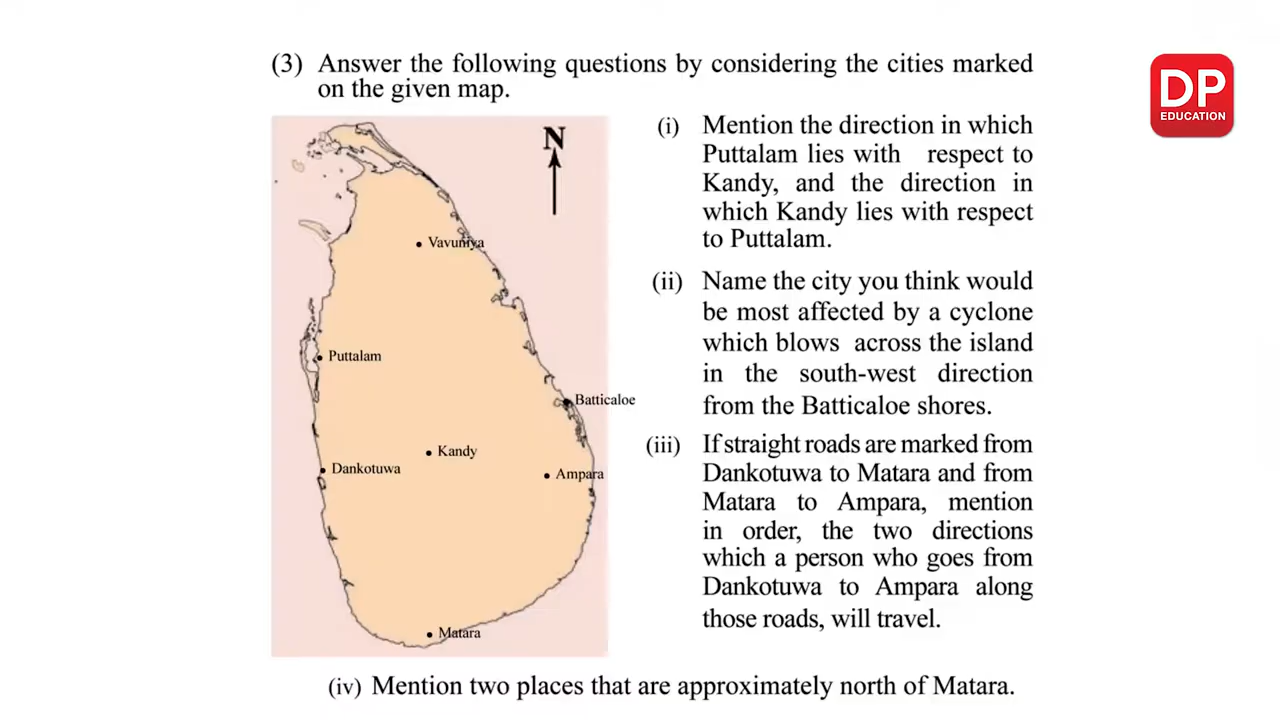 (3) Answer the following questions by considering the cities marked
on the given map.
DP
EDUCATION
N
Vavuniya
Puttalam
Batticaloe
Kandy
Dankotuwa
Ampara
Matara
(i) Mention the direction in which
Puttalam lies with respect to
Kandy, and the direction in
which Kandy lies with respect
to Puttalam.
(ii) Name the city you think would
be most affected by a cyclone
which blows across the island
in the south-west direction
from the Batticaloe shores.
(iii) If straight roads are marked from
Dankotuwa to Matara and from
Matara to Ampara, mention
in order, the two directions
which a person who goes from
Dankotuwa to Ampara along
those roads, will travel.
(iv) Mention two places that are approximately north of Matara.